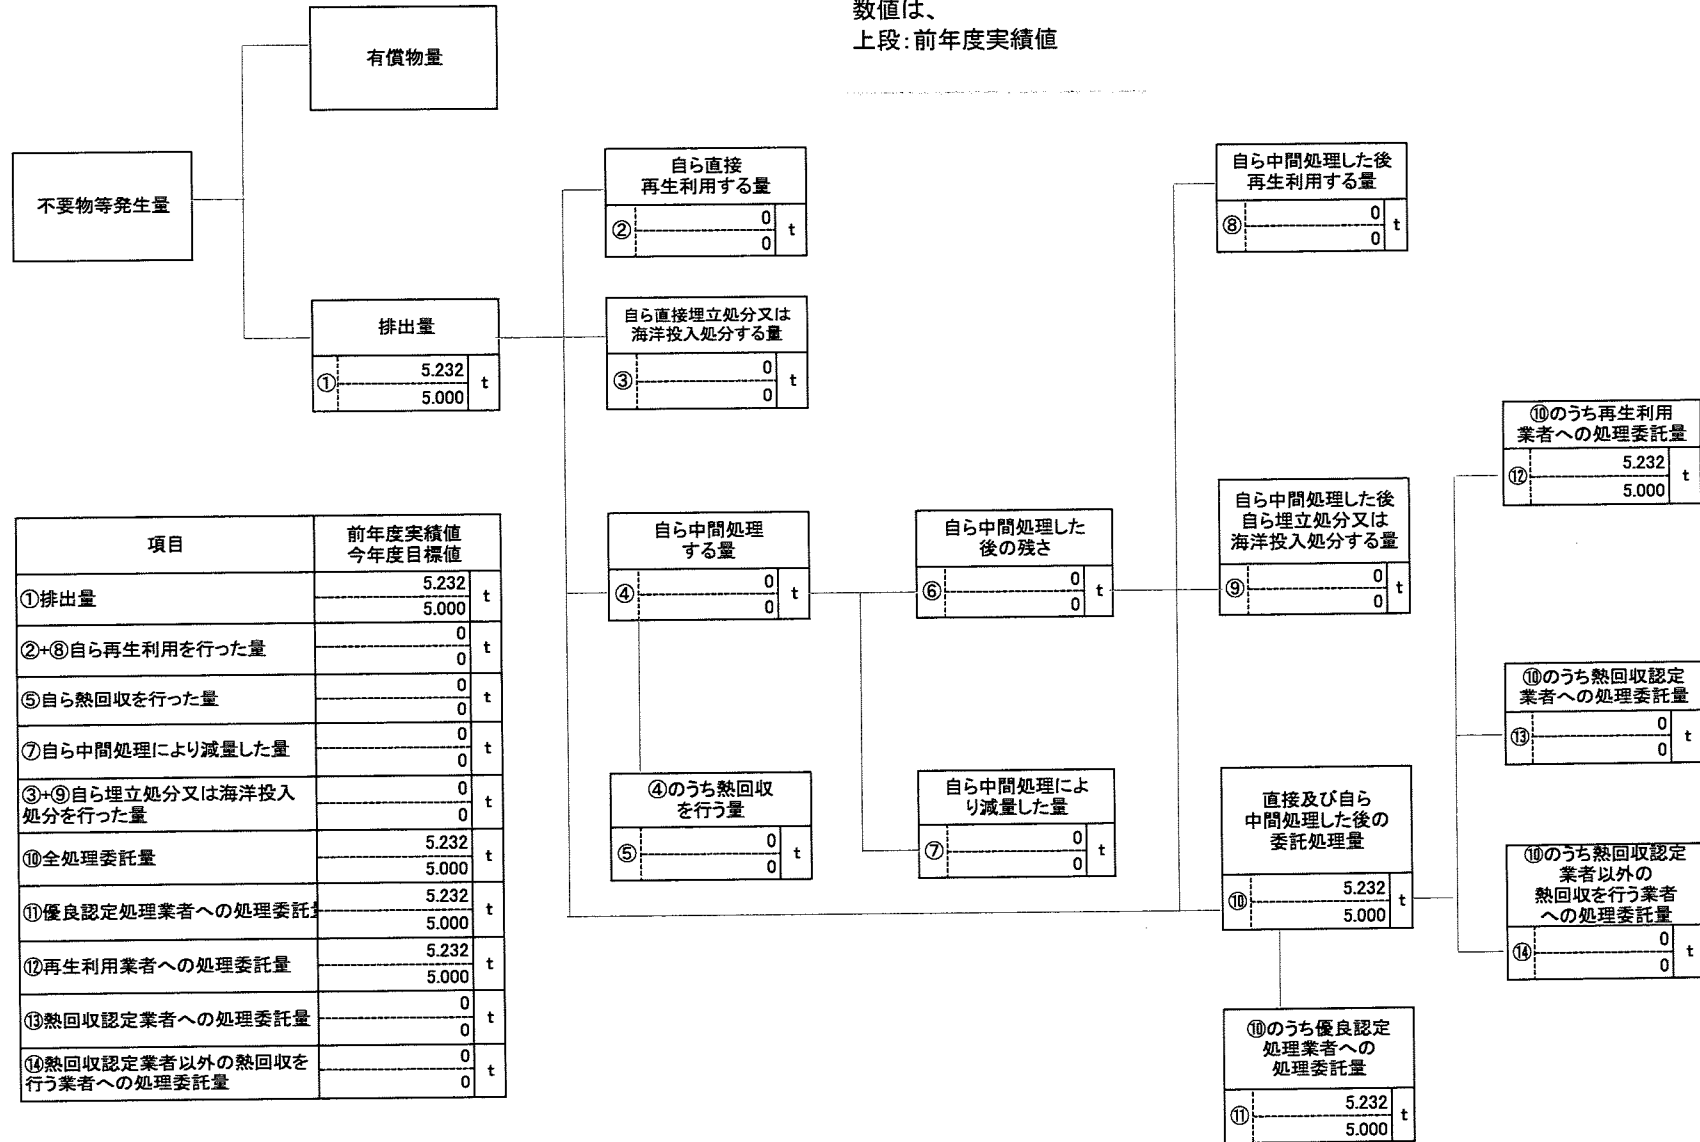 数値は、
上段:前年度実績値
有償物量
不要物等発生量
排出量
①
5.232
5.000
t
自ら直接
再生利用する量
②
0
0
t
自ら直接埋立処分又は
海洋投入処分する量
③
0
0
t
自ら中間処理
する量
④
0
0
t
④のうち熱回収
を行う量
⑤
0
0
t
自ら中間処理した
後の残さ
⑥
0
0
t
自ら中間処理によ
り減量した量
⑦
0
0
t
自ら中間処理した後
再生利用する量
⑧
0
0
t
自ら中間処理した後
自ら埋立処分又は
海洋投入処分する量
⑨
0
0
t
直接及び自ら
中間処理した後の
委託処理量
⑩
5.232
5.000
t
⑩のうち優良認定
処理業者への
処理委託量
⑪
5.232
5.000
t
⑩のうち再生利用
業者への処理委託量
⑫
5.232
5.000
t
⑩のうち熱回収認定
業者への処理委託量
⑬
0
0
t
⑩のうち熱回収認定
業者以外の
熱回収を行う業者
への処理委託量
⑭
0
0
t
項目
前年度実績値
今年度目標値
①排出量
5.232
5.000
t
②+⑧自ら再生利用を行った量
0
0
t
⑤自ら熱回収を行った量
0
0
t
⑦自ら中間処理により減量した量
0
0
t
③+⑨自ら埋立処分又は海洋投入
処分を行った量
0
0
t
⑩全処理委託量
5.232
5.000
t
⑪優良認定処理業者への処理委託
5.232
5.000
t
⑫再生利用業者への処理委託量
5.232
5.000
t
⑬熱回収認定業者への処理委託量
0
0
t
⑭熱回収認定業者以外の熱回収を
行う業者への処理委託量
0
0
t